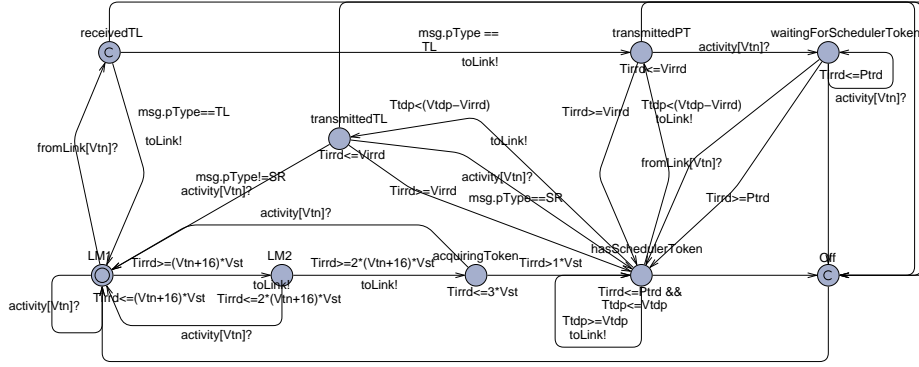 receivedTL
msg.pType ==
TL
toLink!
transmittedPT
activity[Vtn]?
waitingForSchedulerToken
C
Tirrd<=Virrd
Tirrd<=Ptrd
activity[Vtn]?
msg.pType==TL
toLink!
transmittedTL
Tirrd<=Virrd
Ttdp<(Vtdp-Virrd)
toLink!
Tirrd>=Virrd
Ttdp<(Vtdp-Virrd)
toLink!
fromLink[Vtn]?
fromLink[Vtn]?
msg.pType!=SR
activity[Vtn]?
Tirrd>=Virrd
activity[Vtn]?
msg.pType==SR
Tirrd>=Ptrd
activity[Vtn]?
LM1
Tirrd>=(Vtn+16)*Vst
LM2
Tirrd>=2*(Vtn+16)*Vst
acquiringToken
Tirrd>1*Vst
hasSchedulerToken
Off
C
toLink!
toLink!
Tirrd<=(Vtn+16)*Vst
Tirrd<=2*(Vtn+16)*Vst
Tirrd<=3*Vst
Tirrd<=Ptrd &&
Ttdp<=Vtdp
activity[Vtn]?
activity[Vtn]?
Ttdp>=Vtdp
toLink!